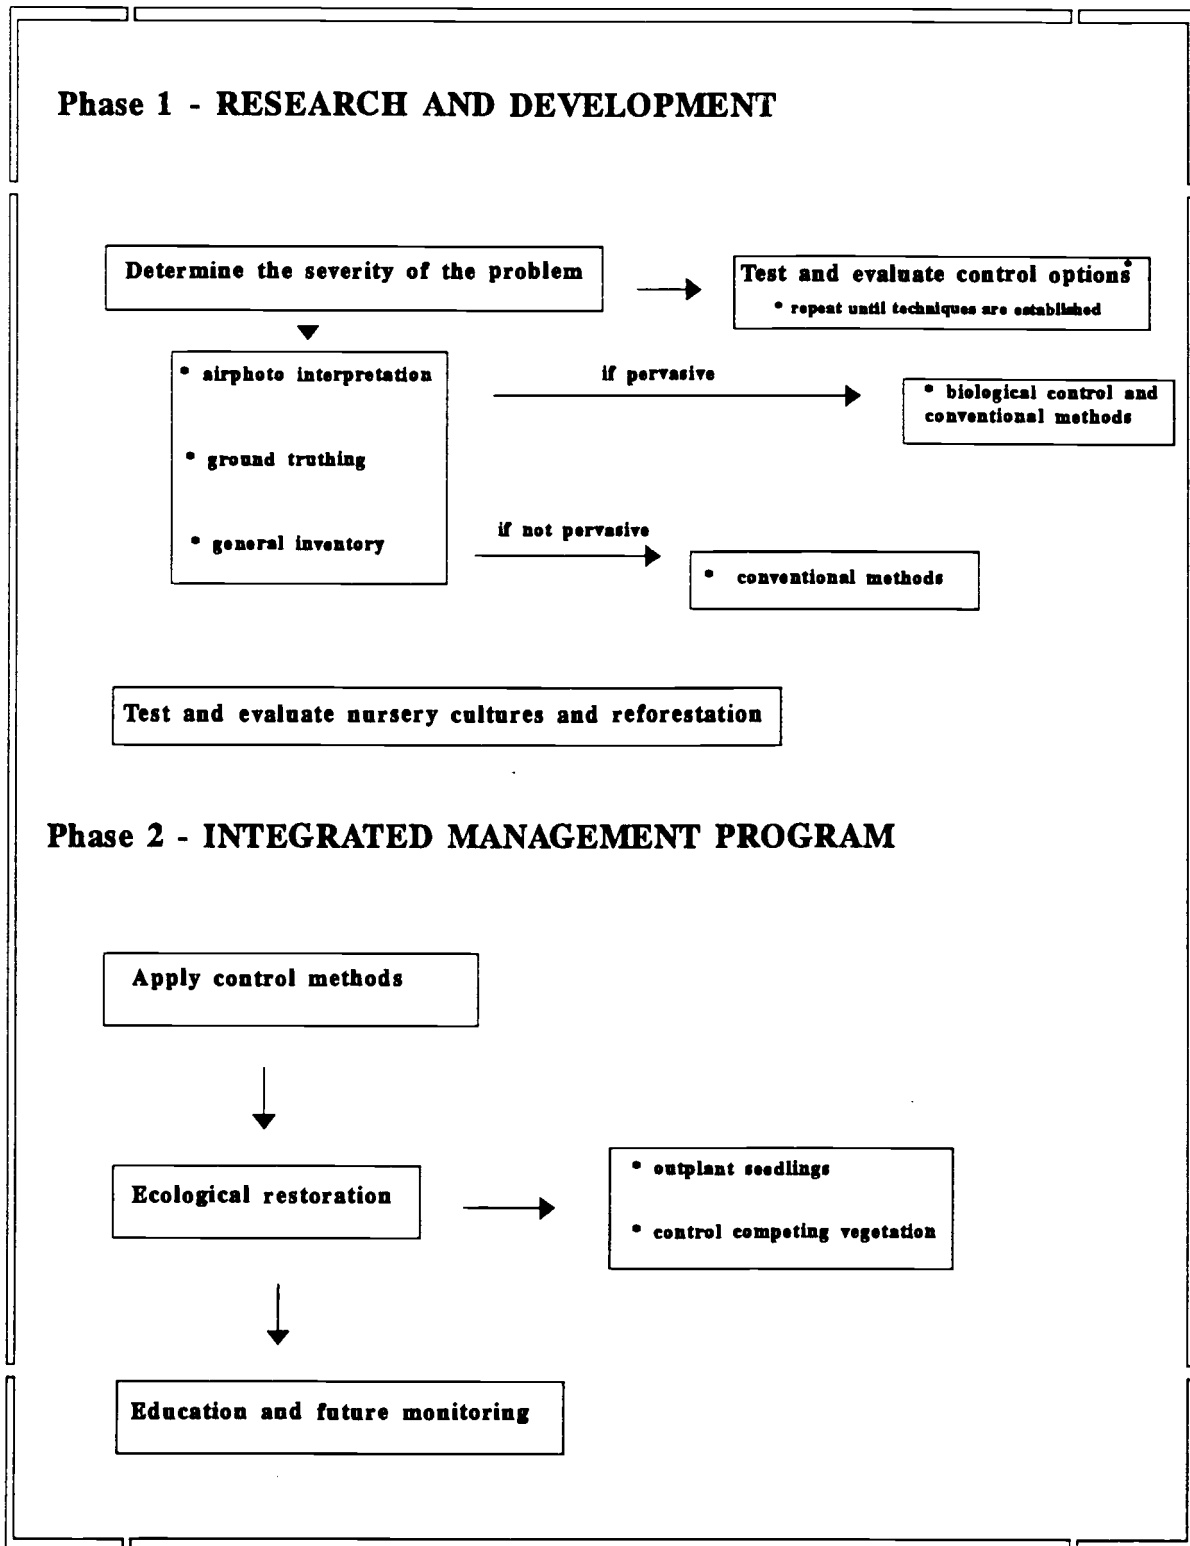 Phase 1 - RESEARCH AND DEVELOPMENT
Determine the severity of the problem
Test and evaluate control options*
* repeat until techniques are established
* airphoto interpretation
if pervasive
* biological control and
conventional methods
* ground truthing
* general inventory
if not pervasive
* conventional methods
Test and evaluate nursery cultures and reforestation
Phase 2 - INTEGRATED MANAGEMENT PROGRAM
Apply control methods
Ecological restoration
* outplant seedlings
* control competing vegetation
Education and future monitoring